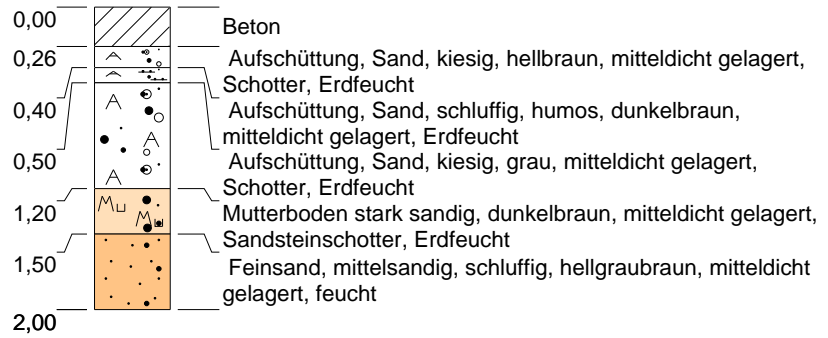 0,00
Beton
0,26
Aufschüttung, Sand, kiesig, hellbraun, mitteldicht gelagert,
Schotter, Erdfeucht
0,40
Aufschüttung, Sand, schluffig, humos, dunkelbraun,
mitteldicht gelagert, Erdfeucht
0,50
Aufschüttung, Sand, kiesig, grau, mitteldicht gelagert,
Schotter, Erdfeucht
1,20
Mutterboden stark sandig, dunkelbraun, mitteldicht gelagert,
Sandsteinschotter, Erdfeucht
1,50
Feinsand, mittelsandig, schluffig, hellgraubraun, mitteldicht
gelagert, feucht
2,00
A
A
A
Mu
Mu